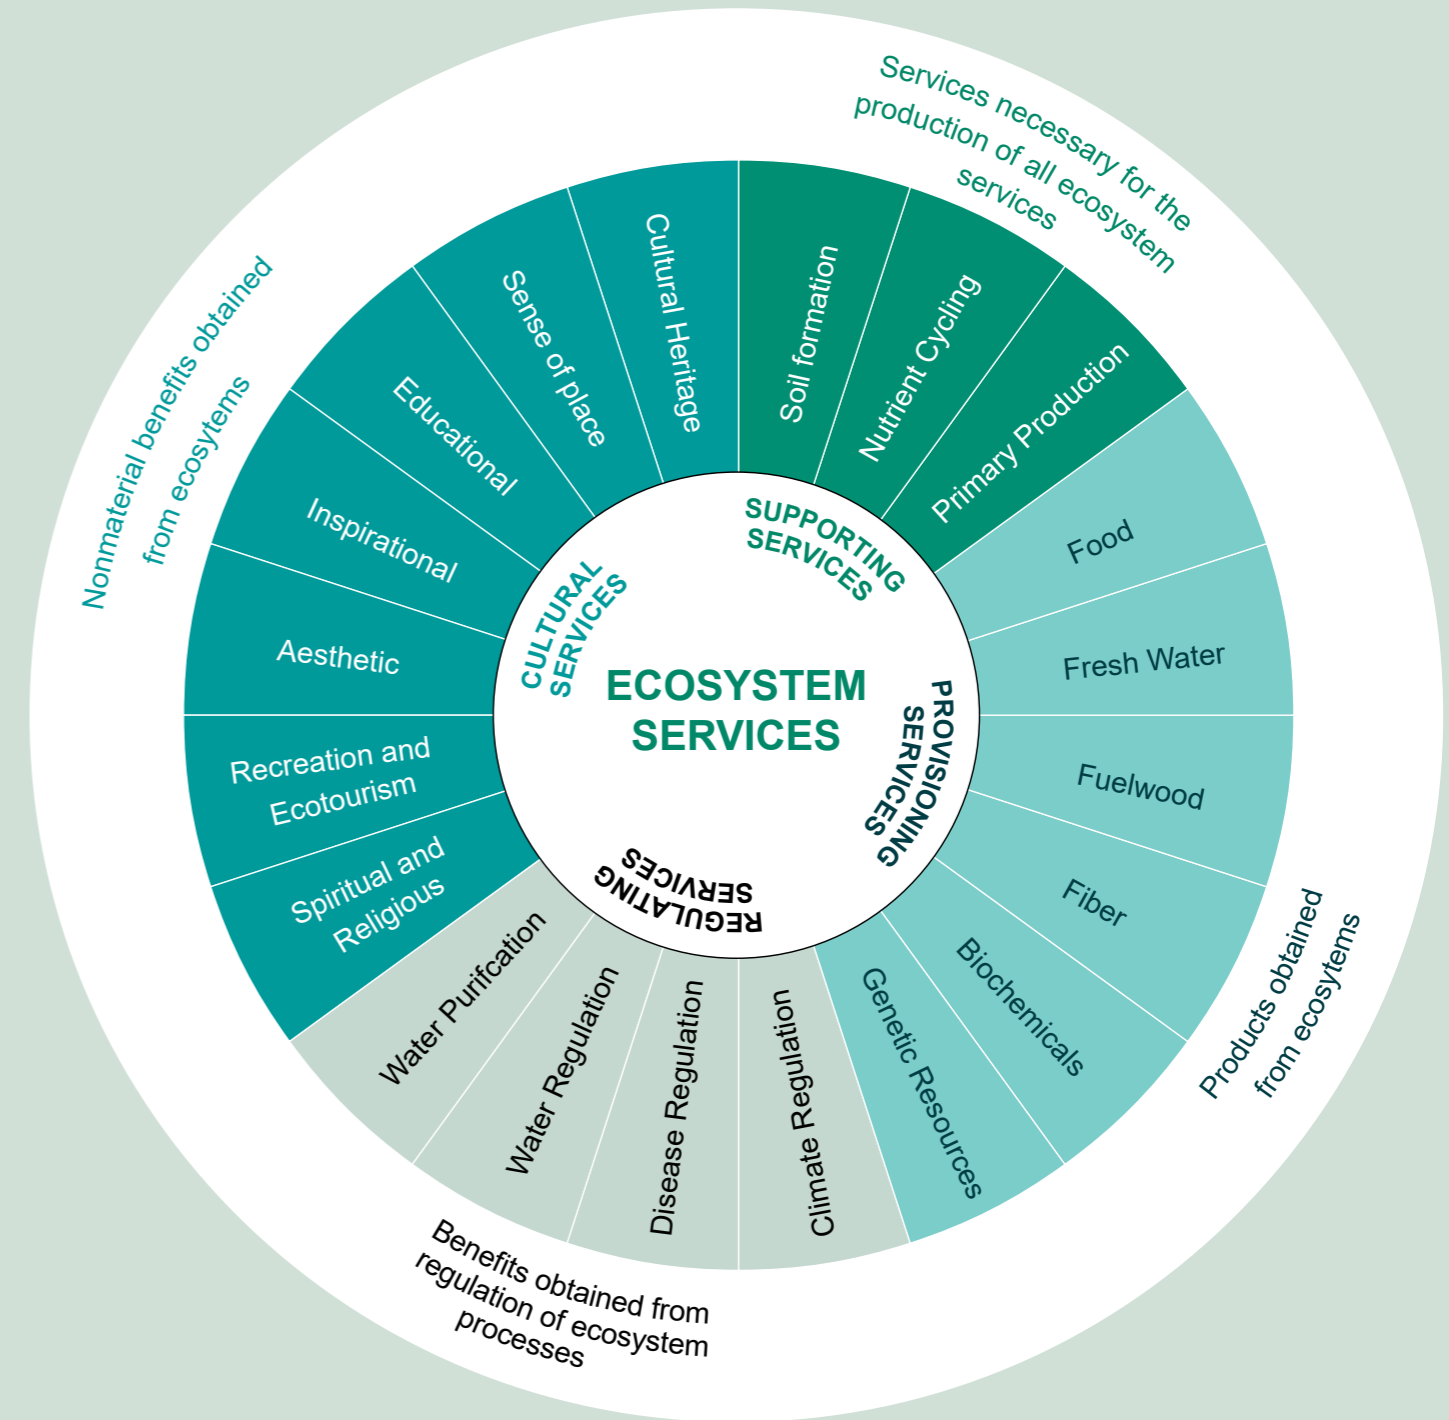 ECOSYSTEM
SERVICES
SUPPORTING
SERVICES
Services necessary for the
production of all ecosystem
services
Soil formation
Nutrient Cycling
Primary Production
PROVISIONING
SERVICES
Products obtained
from ecosytems
Food
Fresh Water
Fuelwood
Fiber
Biochemicals
Genetic Resources
REGULATING
SERVICES
Benefits obtained from
regulation of ecosystem
processes
Climate Regulation
Disease Regulation
Water Regulation
Water Purifcation
CULTURAL
SERVICES
Nonmaterial benefits obtained
from ecosytems
Spiritual and
Religious
Recreation and
Ecotourism
Aesthetic
Inspirational
Educational
Sense of place
Cultural Heritage